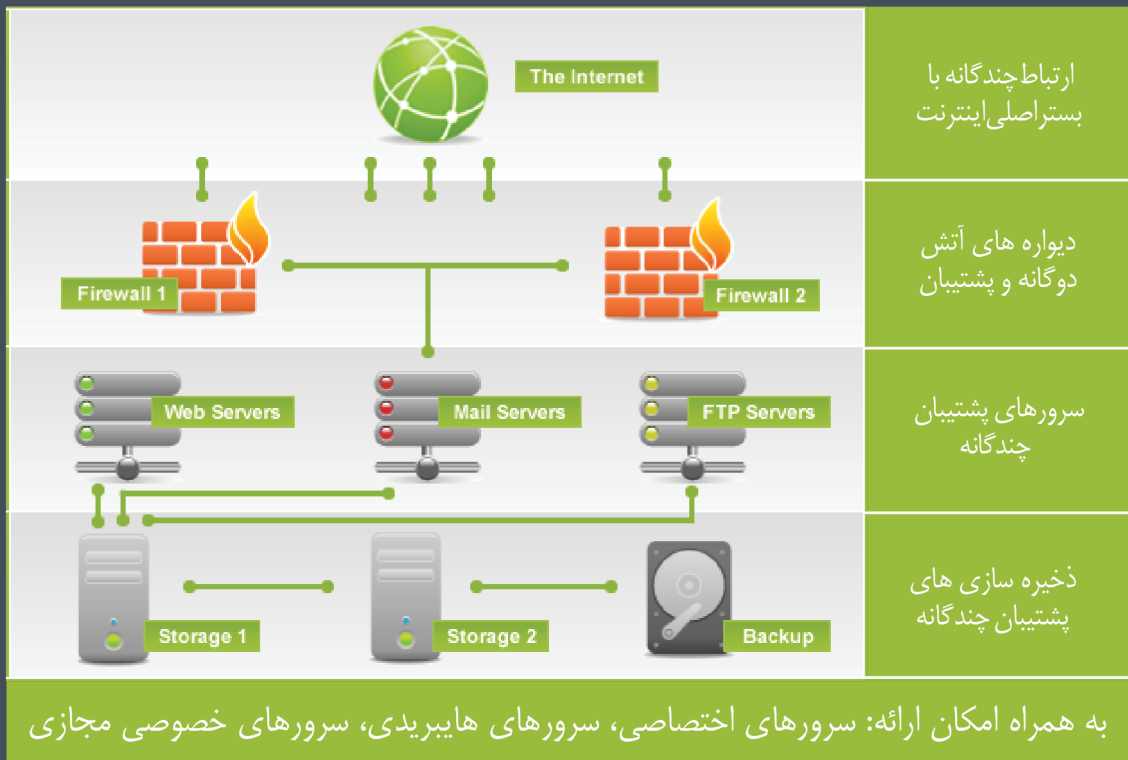 The Internet
ارتباط چندگانه با
بستر اصلی اینترنت
Firewall 1
Firewall 2
دیواره های آتش
دوگانه و پشتیبان
Web Servers
Mail Servers
FTP Servers
سرورهای پشتیبان
چندگانه
Storage 1
Storage 2
Backup
ذخیره سازی های
پشتیبان چندگانه
به همراه امکان ارائه: سرورهای اختصاصی، سرورهای هایبریدی، سرورهای خصوصی مجازی